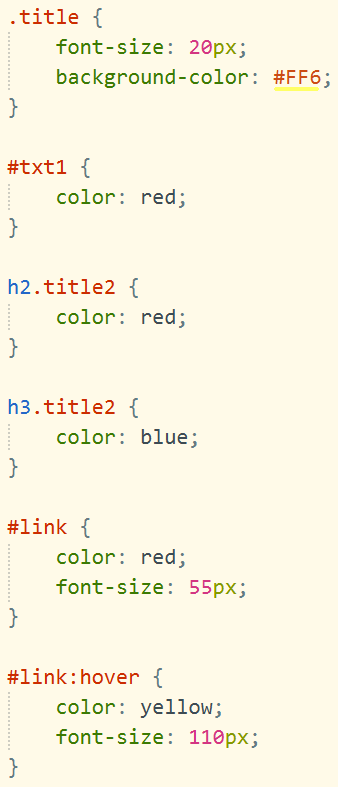 .title {
    font-size: 20px;
    background-color: #FF6;
}

#txt1 {
    color: red;
}

h2.title2 {
    color: red;
}

h3.title2 {
    color: blue;
}

#link {
    color: red;
    font-size: 55px;
}

#link:hover {
    color: yellow;
    font-size: 110px;
}